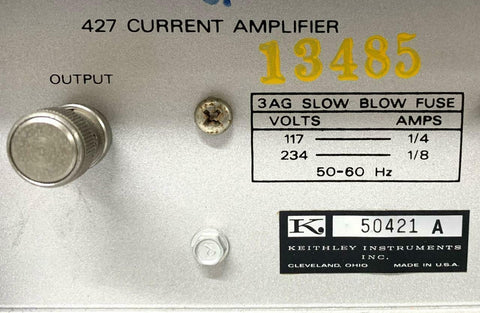 427 CURRENT AMPLIFIER
13485
OUTPUT
3AG SLOW BLOW FUSE
VOLTS AMPS
117 1/4
234 1/8
50-60 Hz
K. 50421 A
KEITHLEY INSTRUMENTS
INC.
CLEVELAND, OHIO MADE IN U.S.A.